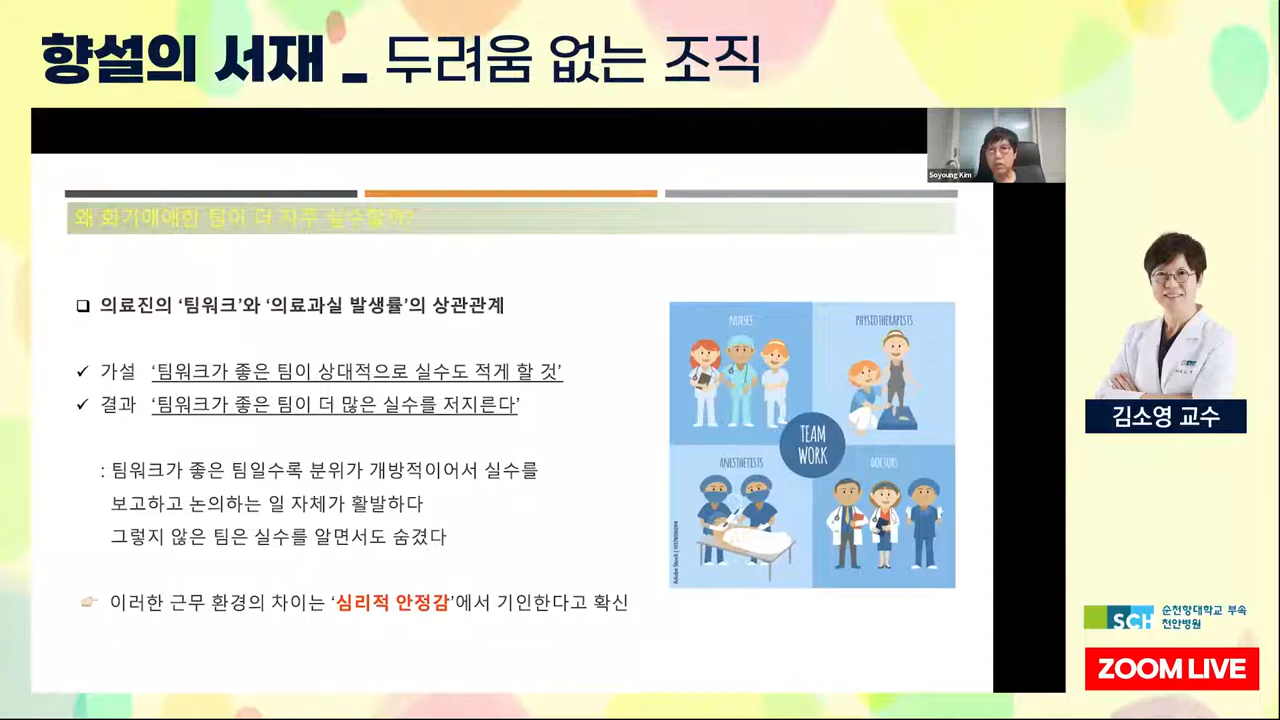 향설의 서재 _ 두려움 없는 조직
Soyoung Kim
왜 화기애애한 팀이 더 자주 실수할까?
❑ 의료진의 ‘팀워크’와 ‘의료과실 발생률’의 상관관계
✓ 가설 ‘팀워크가 좋은 팀이 상대적으로 실수도 적게 할 것’
✓ 결과 ‘팀워크가 좋은 팀이 더 많은 실수를 저지른다’
: 팀워크가 좋은 팀일수록 분위가 개방적이어서 실수를
보고하고 논의하는 일 자체가 활발하다
그렇지 않은 팀은 실수를 알면서도 숨겼다
이러한 근무 환경의 차이는 ‘심리적 안정감’에서 기인한다고 확신
NURSES
PHYSIOTHERAPISTS
TEAM
WORK
ANESTHETISTS
DOCTORS
Adobe Stock
김소영 교수
SCH
순천향대학교 부속
천안병원
ZOOM LIVE